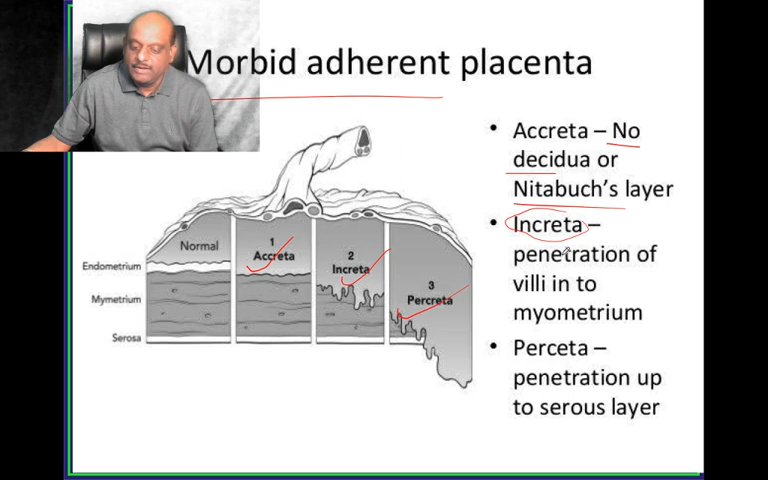 Morbid adherent placenta
Normal
1
Accreta
2
Increta
3
Percreta
Endometrium
Mymetrium
Serosa
• Accreta – No
decidua or
Nitabuch's layer
• Increta –
penetration of
villi in to
myometrium
• Perceta –
penetration up
to serous layer